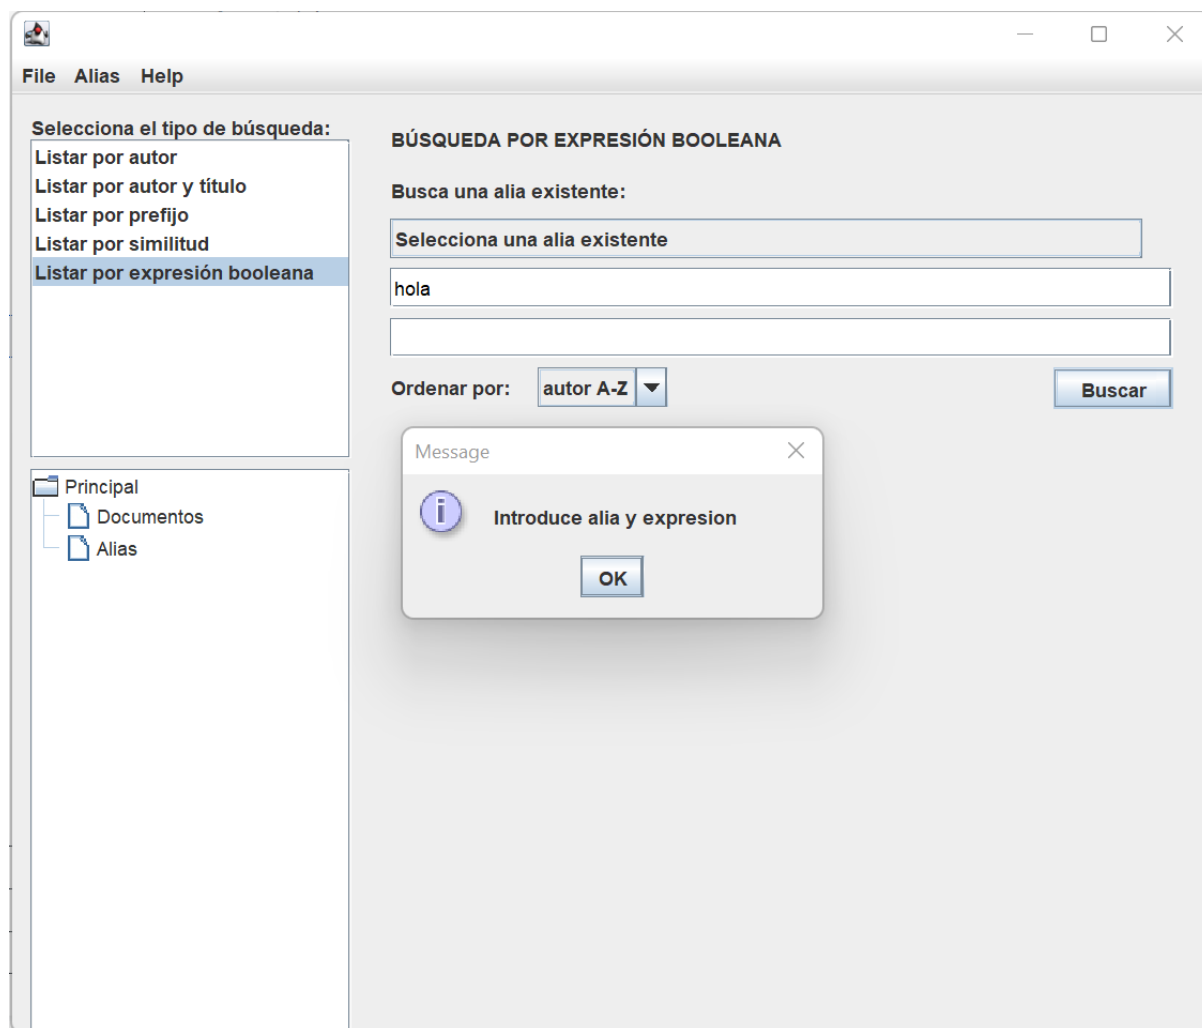 File Alias Help
Selecciona el tipo de búsqueda:
Listar por autor
Listar por autor y título
Listar por prefijo
Listar por similitud
Listar por expresión booleana
BÚSQUEDA POR EXPRESIÓN BOOLEANA
Busca una alia existente:
Selecciona una alia existente
hola
Ordenar por: autor A-Z Buscar
Message
Introduce alia y expresion
OK
Principal
Documentos
Alias